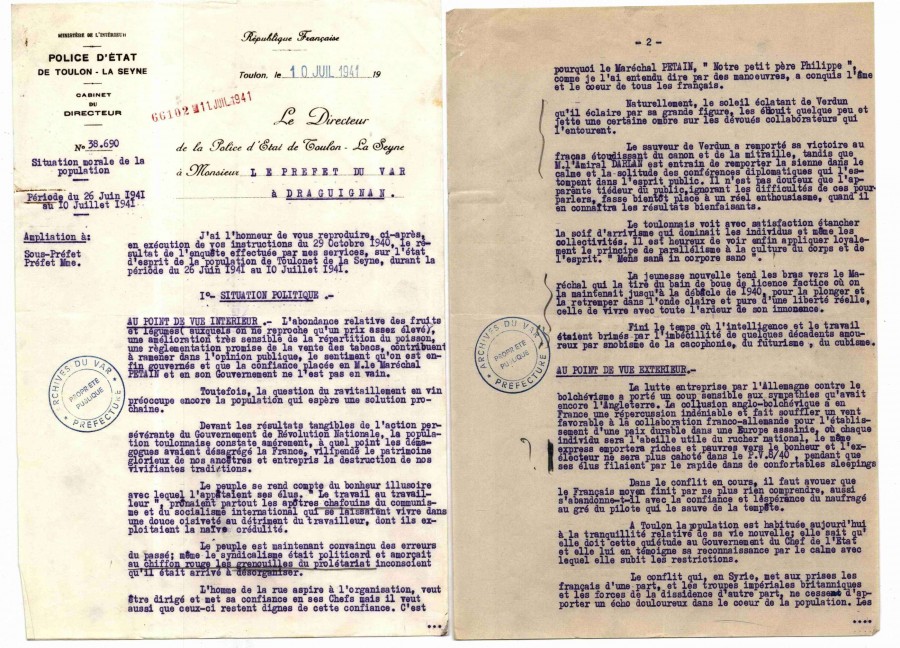 MINISTÈRE DE L'INTÉRIEUR
POLICE D'ÉTAT
DE TOULON - LA SEYNE
CABINET
DU
DIRECTEUR
No 38.690
Situation morale de la
population
Période du 26 Juin 1941
au 10 Juillet 1941
Ampliation à:
Sous-Préfet
Préfet Mme.
République Française
Toulon, le 10 JUIL 1941 19
66102 M 11 JUIL 1941
Le Directeur
de la Police d'Etat de Toulon - La Seyne
à Monsieur LE PREFET DU VAR
à DRAGUIGNAN.
J'ai l'honneur de vous reproduire, ci-après,
en exécution de vos instructions du 29 Octobre 1940, le ré-
sultat de l'enquête effectuée par mes services, sur l'état
d'esprit de la population de Toulonet de la Seyne, durant la
période du 26 Juin 1941 au 10 Juillet 1941.
I°- SITUATION POLITIQUE .-
AU POINT DE VUE INTERIEUR .- L'abondance relative des fruits
et légumes( auxquels on ne reproche qu'un prix assez élevé),
une amélioration très sensible de la répartition du poisson,
une règlementation promise de la vente des tabacs, contribuent
à ramener dans l'opinion publique, le sentiment qu'on est en-
fin gouvernés et que la confiance placée en M.le Maréchal
PETAIN et en son Gouvernement ne l'est pas en vain.
Toutefois, la question du ravitaillement en vin
préoccupe encore la population qui espère une solution pro-
chaine.
Devant les résultats tangibles de l'action per-
sévérante du Gouvernement de Révolution Nationale, la popula-
tion toulonnaise constate amèrement, à quel point les déma-
gogues avaient désagrégé la France, vilipendé le patrimoine
glorieux de nos ancêtres et entrepris la destruction de nos
vivifiantes traditions.
Le peuple se rend compte du bonheur illusoire
avec lequel l'appâtaient ses élus. " Le travail au travail-
leur ", prônaient partout les apôtres chafouins du communis-
me et du socialisme international qui se laissaient vivre dans
une douce oisiveté au détriment du travailleur, dont ils ex-
ploitaient la naïve crédulité.
Le peuple est maintenant convaincu des erreurs
du passé; même le syndicalisme était politicard et amorçait
au chiffon rouge les grenouilles du prolétariat inconscient
qu'il était arrivé à désorganiser.
L'homme de la rue aspire à l'organisation, veut
être dirigé et met sa confiance en ses Chefs mais il veut
aussi que ceux-ci restent dignes de cette confiance. C'est
...
ARCHIVES DU VAR
PROPRIETE
PUBLIQUE
PREFECTURE
- 2 -
pourquoi le Maréchal PETAIN, " Notre petit père Philippe "
comme je l'ai entendu dire par des manoeuvres, a conquis l'âme
et le coeur de tous les français.
Naturellement, le soleil éclatant de Verdun
qu'il éclaire par sa grande figure, les éblouit quelque peu et
jette une certaine ombre sur les dévoués collaborateurs qui
l'entourent.
Le sauveur de Verdun a remporté sa victoire au
fracas étourdissant du canon et de la mitraille, tandis que
M.l'Amiral DARLAN est entrain de remporter la sienne dans le
calme et la solitude des conférences diplomatiques qui l'es-
tompent dans l'esprit public. Il n'est pas douteux que l'ap-
parente tiédeur du public,ignorant les difficultés de ces pour-
parlers, fasse bientôt place à un réel enthousiasme, quand il
en connaîtra les résultats bienfaisants.
Le toulonnais voit avec satisfaction étancher
la soif d'arrivisme qui dominait les individus et même les
collectivités. Il est heureux de voir enfin appliquer loyale-
ment le principe de parallélisme à la culture du corps et de
l'esprit. " Mens sana in corpore sano ".
La jeunesse nouvelle tend les bras vers le Ma-
réchal qui la tire du bain de boue de licence factice où on
la maintenait jusqu'à la débâcle de 1940, pour la plonger et
la retremper dans l'onde claire et pure d'une liberté réelle,
celle de vivre avec toute l'ardeur de son innonence.
Fini le temps où l'intelligence et le travail
étaient brimés par l'imbécillité de quelques décadents amou-
reux par snobisme de la cacophonie, du futurisme , du cubisme.
AU POINT DE VUE EXTERIEUR.-
La lutte entreprise par l'Allemagne contre le
bolchévisme a porté un coup sensible aux sympathies qu'avait
encore l'Angleterre. La collusion anglo-bolchévique a en
France une répercussion indéniable et fait souffler un vent
favorable à la collaboration franco-allemande pour l'établis-
sement d'une paix durable dans une Europe assainie, où chaque
individu sera l'abeille utile du rucher national, le même
express emportera riches et pauvres vers le bonheur et l'ex-
électeur ne sera plus cahoté dans le P.V.8/40 , pendant que
ses élus filaient par le rapide dans de confortables sleepings
Dans le conflit en cours, il faut avouer que
le Français moyen finit par ne plus rien comprendre, aussi
s'abandonne-t-il avec la confiance et l'éspérance du naufragé
au gré du pilote qui le sauve de la tempête.
A Toulon la population est habituée aujourd'hui
à la tranquillité relative de sa vie nouvelle; elle sait qu'
elle doit cette quiétude au Gouvernement du Chef de l'Etat
et elle lui en témoigne sa reconnaissance par le calme avec
lequel elle subit les restrictions.
Le conflit qui, en Syrie, met aux prises les
français d'une part, et les troupes impériales britanniques
et les forces de la dissidence d'autre part, ne cessent d'ap-
porter un écho douloureux dans le coeur de la population. Les
....
ARCHIVES DU VAR
PROPRIETE
PUBLIQUE
PREFECTURE